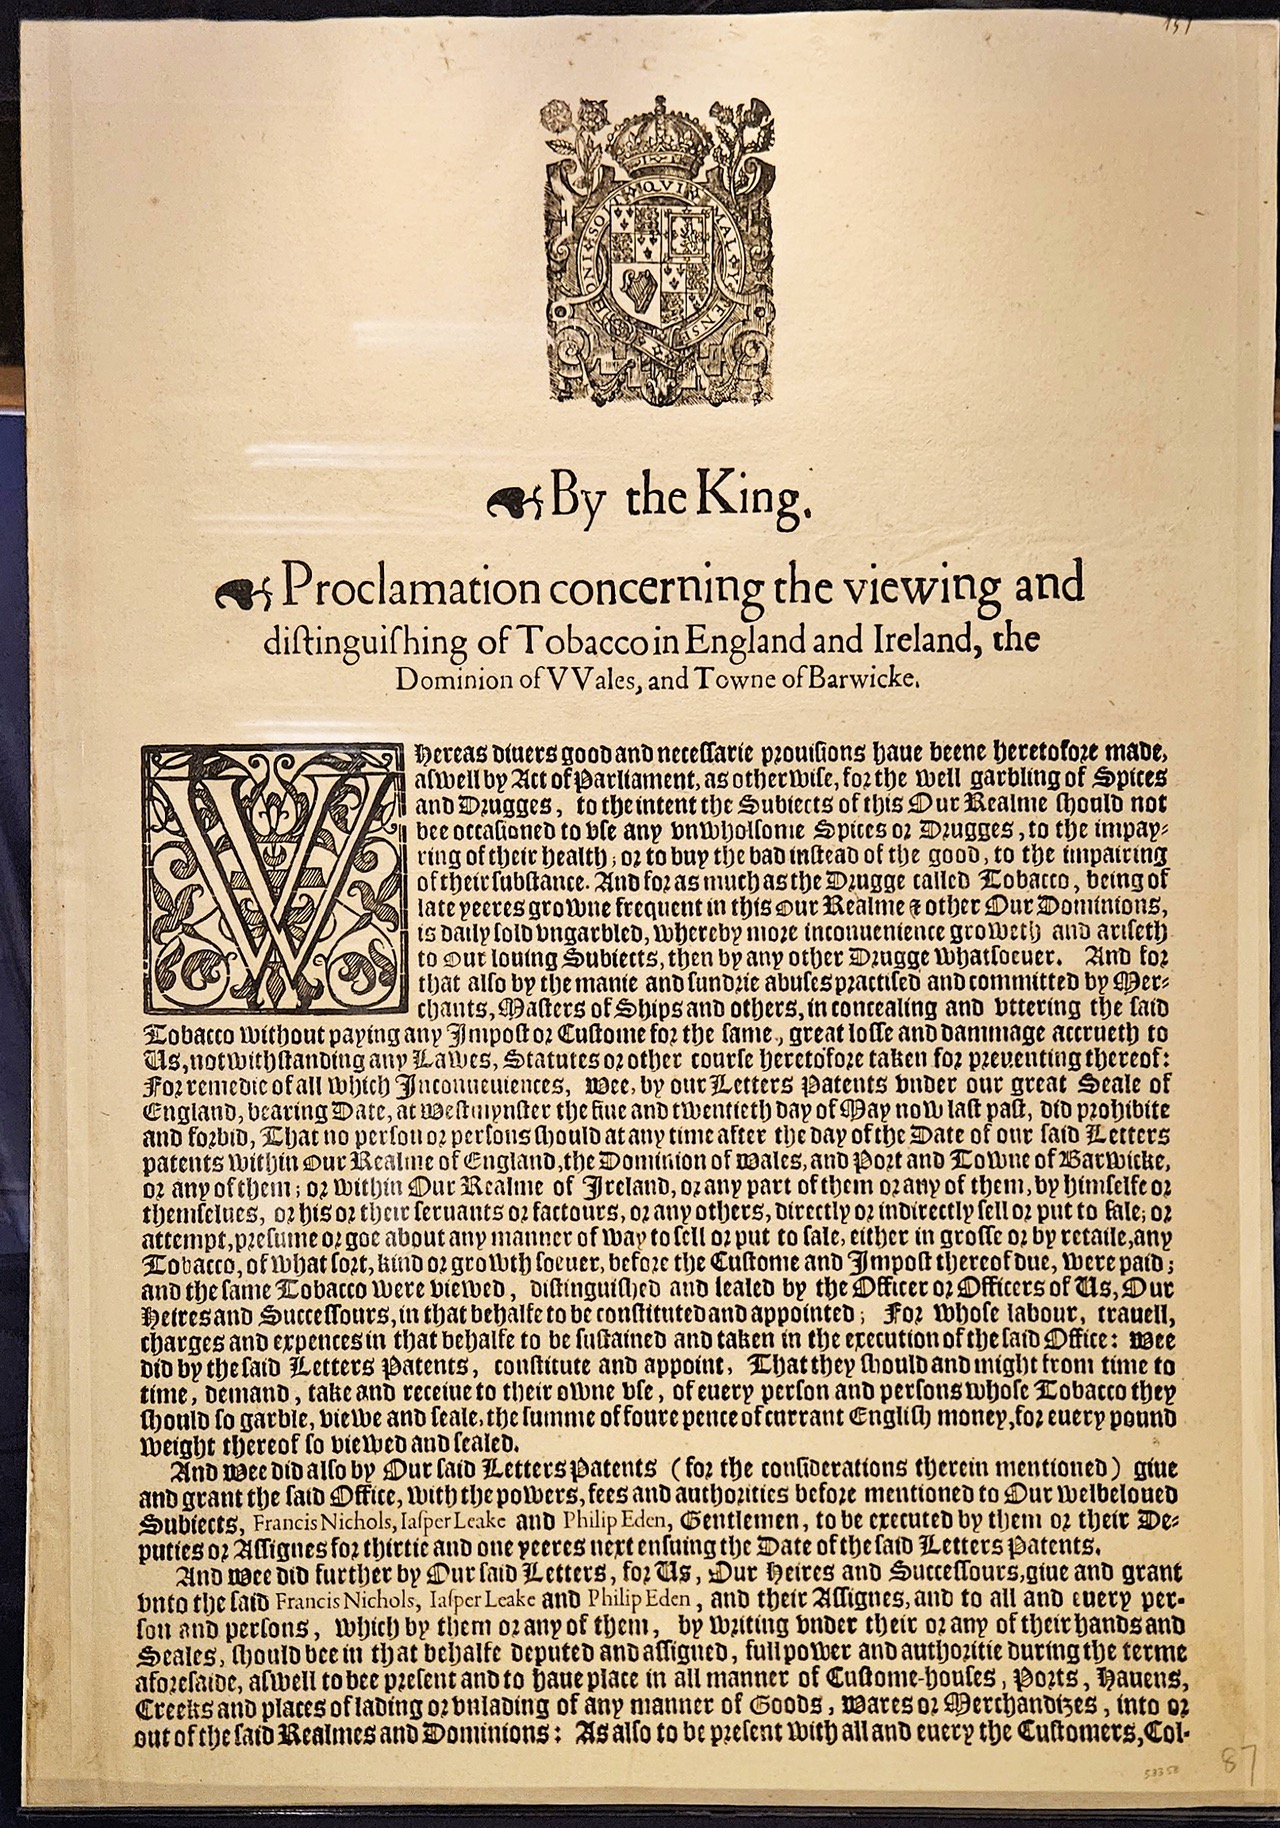 151
I R
HONI SOIT QVI MAL Y PENSE
By the King.
Proclamation concerning the viewing and
distinguishing of Tobacco in England and Ireland, the
Dominion of VVales, and Towne of Barwicke.
WHereas diuers good and necessarie prouisions haue beene heretofore made,
aswell by Act of Parliament, as otherwise, for the well garbling of Spices
and Drugges, to the intent the Subiects of this Our Realme should not
bee occasioned to vse any vnwholsome Spices or Drugges, to the impay-
ring of their health; or to buy the bad instead of the good, to the impairing
of their substance. And for as much as the Drugge called Tobacco, being of
late yeeres growne frequent in this Our Realme & other Our Dominions,
is daily sold vngarbled, whereby more inconuenience groweth and ariseth
to Our louing Subiects, then by any other Drugge whatsoeuer. And for
that also by the manie and sundrie abuses practised and committed by Mer-
chants, Masters of Ships and others, in concealing and vttering the said
Tobacco without paying any Impost or Custome for the same, great losse and dammage accrueth to
Us, notwithstanding any Lawes, Statutes or other course heretofore taken for preuenting thereof:
For remedie of all which Inconueniences, Wee, by our Letters Patents vnder our great Seale of
England, bearing Date, at Westmynster the fiue and twentieth day of May now last past, did prohibite
and forbid, That no person or persons should at any time after the day of the Date of our said Letters
patents within Our Realme of England, the Dominion of Wales, and Port and Towne of Barwicke,
or any of them; or within Our Realme of Ireland, or any part of them or any of them, by himselfe or
themselues, or his or their seruants or factours, or any others, directly or indirectly sell or put to sale; or
attempt, presume or goe about any manner of way to sell or put to sale, either in grosse or by retaile, any
Tobacco, of what sort, kind or growth soeuer, before the Custome and Impost thereof due, were paid;
and the same Tobacco were viewed, distinguished and sealed by the Officer or Officers of Us, Our
Heires and Successours, in that behalfe to be constituted and appointed; For whose labour, trauell,
charges and expences in that behalfe to be sustained and taken in the execution of the said Office: Wee
did by the said Letters Patents, constitute and appoint, That they should and might from time to
time, demand, take and receiue to their owne vse, of euery person and persons whose Tobacco they
should so garble, viewe and seale, the summe of foure pence of currant English money, for euery pound
weight thereof so viewed and sealed.
And Wee did also by Our said Letters Patents (for the considerations therein mentioned) giue
and grant the said Office, with the powers, fees and authorities before mentioned to Our welbeloued
Subiects, Francis Nichols, Iasper Leake and Philip Eden, Gentlemen, to be executed by them or their De-
puties or Assignes for thirtie and one yeeres next ensuing the Date of the said Letters Patents.
And Wee did further by Our said Letters, for Us, Our Heires and Successours, giue and grant
vnto the said Francis Nichols, Iasper Leake and Philip Eden, and their Assignes, and to all and euery per-
son and persons, which by them or any of them, by writing vnder their or any of their hands and
Seales, should bee in that behalfe deputed and assigned, full power and authoritie during the terme
aforesaide, aswell to bee present and to haue place in all manner of Custome-houses, Ports, Hauens,
Creeks and places of lading or vnlading of any manner of Goods, Wares or Merchandizes, into or
out of the said Realmes and Dominions: As also to be present with all and euery the Customers, Col-
53358
87